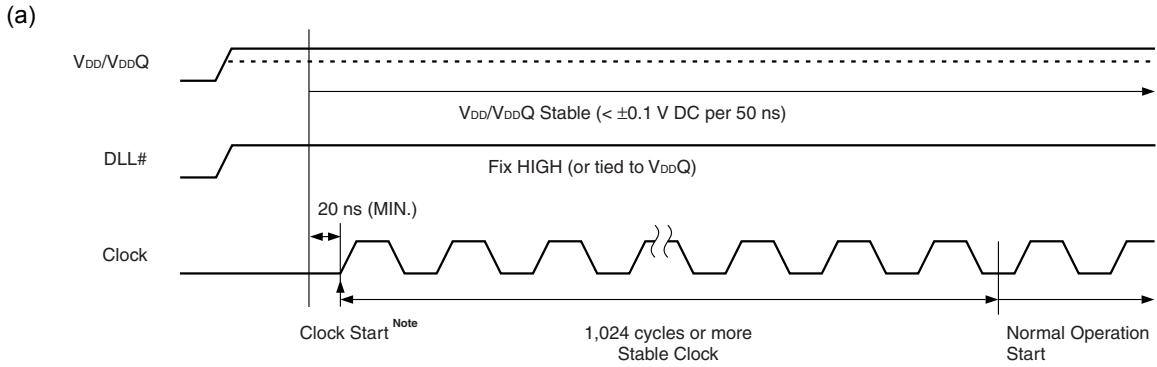 (a)
VDD/VDDQ
VDD/VDDQ Stable (< ±0.1 V DC per 50 ns)
DLL#
Fix HIGH (or tied to VDDQ)
20 ns (MIN.)
Clock
Clock Start Note
1,024 cycles or more
Stable Clock
Normal Operation
Start